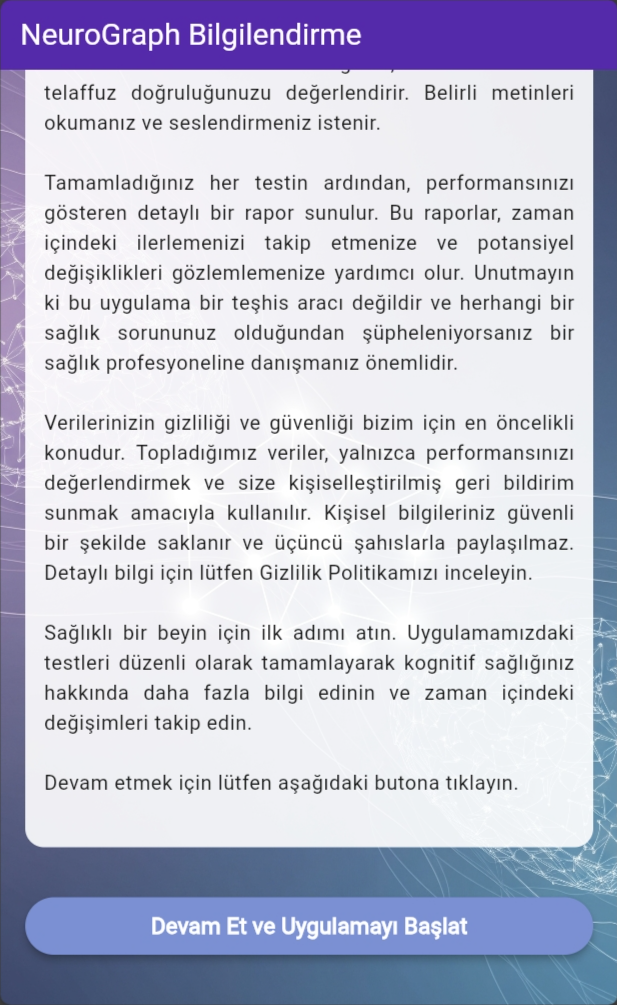 NeuroGraph Bilgilendirme
telaffuz doğruluğunuzu değerlendirir. Belirli metinleri
okumanız ve seslendirmeniz istenir.
Tamamladığınız her testin ardından, performansınızı
gösteren detaylı bir rapor sunulur. Bu raporlar, zaman
içindeki ilerlemenizi takip etmenize ve potansiyel
değişiklikleri gözlemlemenize yardımcı olur. Unutmayın
ki bu uygulama bir teşhis aracı değildir ve herhangi bir
sağlık sorununuz olduğundan şüpheleniyorsanız bir
sağlık profesyoneline danışmanız önemlidir.
Verilerinizin gizliliği ve güvenliği bizim için en öncelikli
konudur. Topladığımız veriler, yalnızca performansınızı
değerlendirmek ve size kişiselleştirilmiş geri bildirim
sunmak amacıyla kullanılır. Kişisel bilgileriniz güvenli
bir şekilde saklanır ve üçüncü şahıslarla paylaşılmaz.
Detaylı bilgi için lütfen Gizlilik Politikamızı inceleyin.
Sağlıklı bir beyin için ilk adımı atın. Uygulamamızdaki
testleri düzenli olarak tamamlayarak kognitif sağlığınız
hakkında daha fazla bilgi edinin ve zaman içindeki
değişimleri takip edin.
Devam etmek için lütfen aşağıdaki butona tıklayın.
Devam Et ve Uygulamayı Başlat